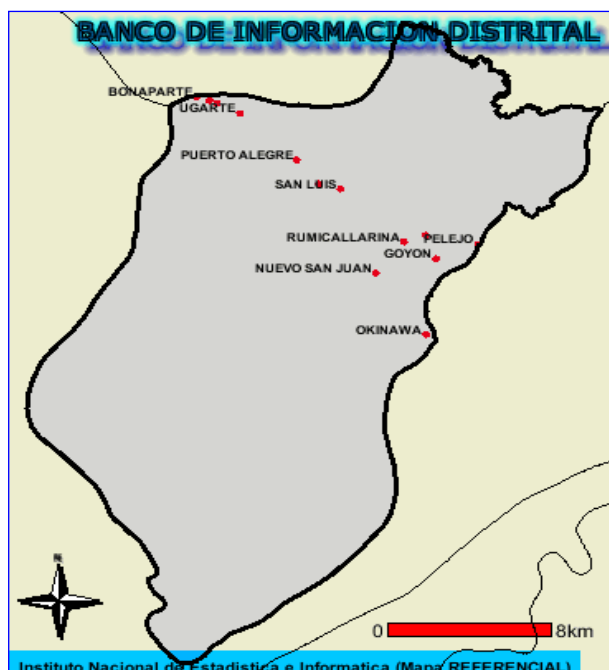 BANCO DE INFORMACION DISTRITAL
BONAPARTE
UGARTE
PUERTO ALEGRE
SAN LUIS
RUMICALLARINA
PELEJO
GOYON
NUEVO SAN JUAN
OKINAWA
N
0 8km
Instituto Nacional de Estadistica e Informatica (Mapa REFERENCIAL)